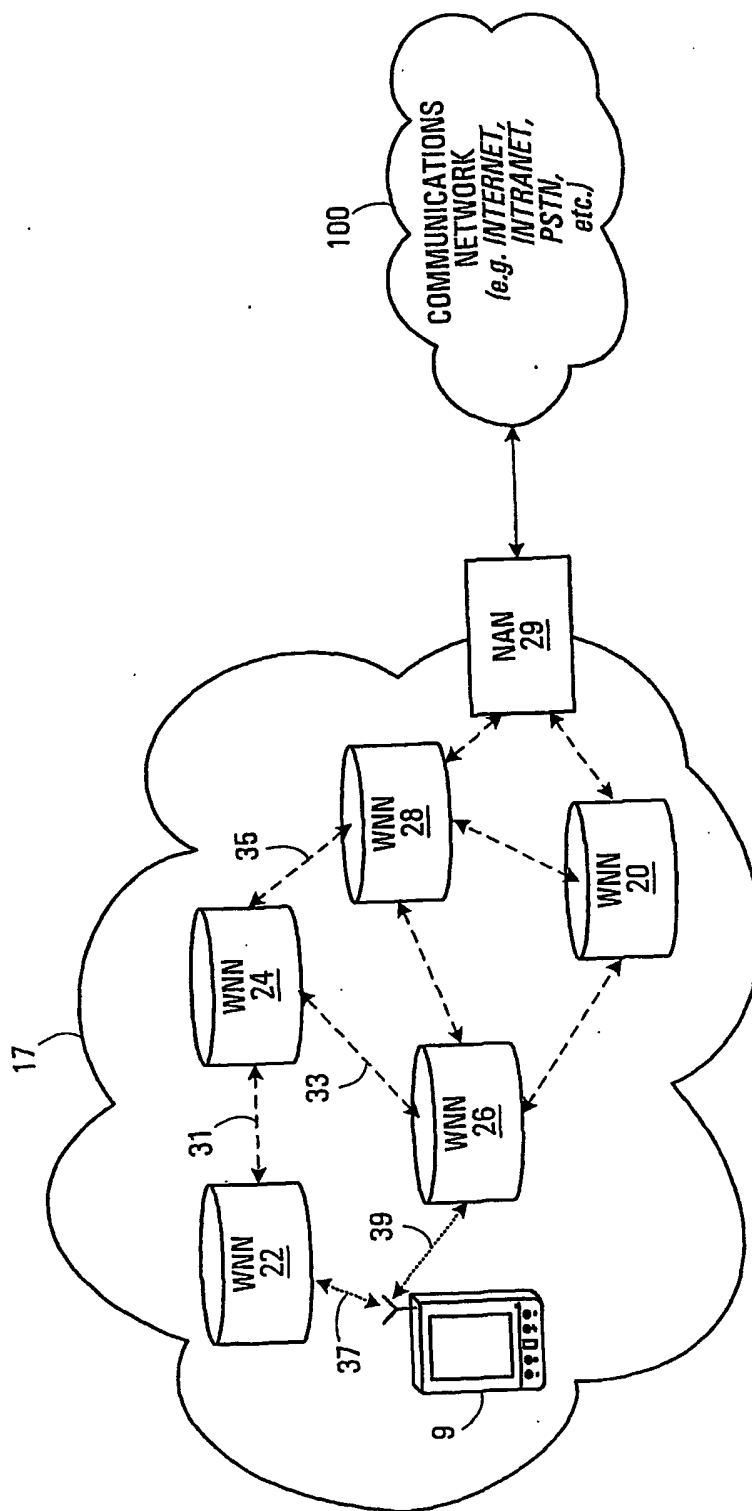 17
100
COMMUNICATIONS
NETWORK
(e.g. INTERNET,
INTRANET,
PSTN,
etc.)
31
35
WNN
22
WNN
24
33
WNN
28
NAN
29
37
39
WNN
26
WNN
20
9